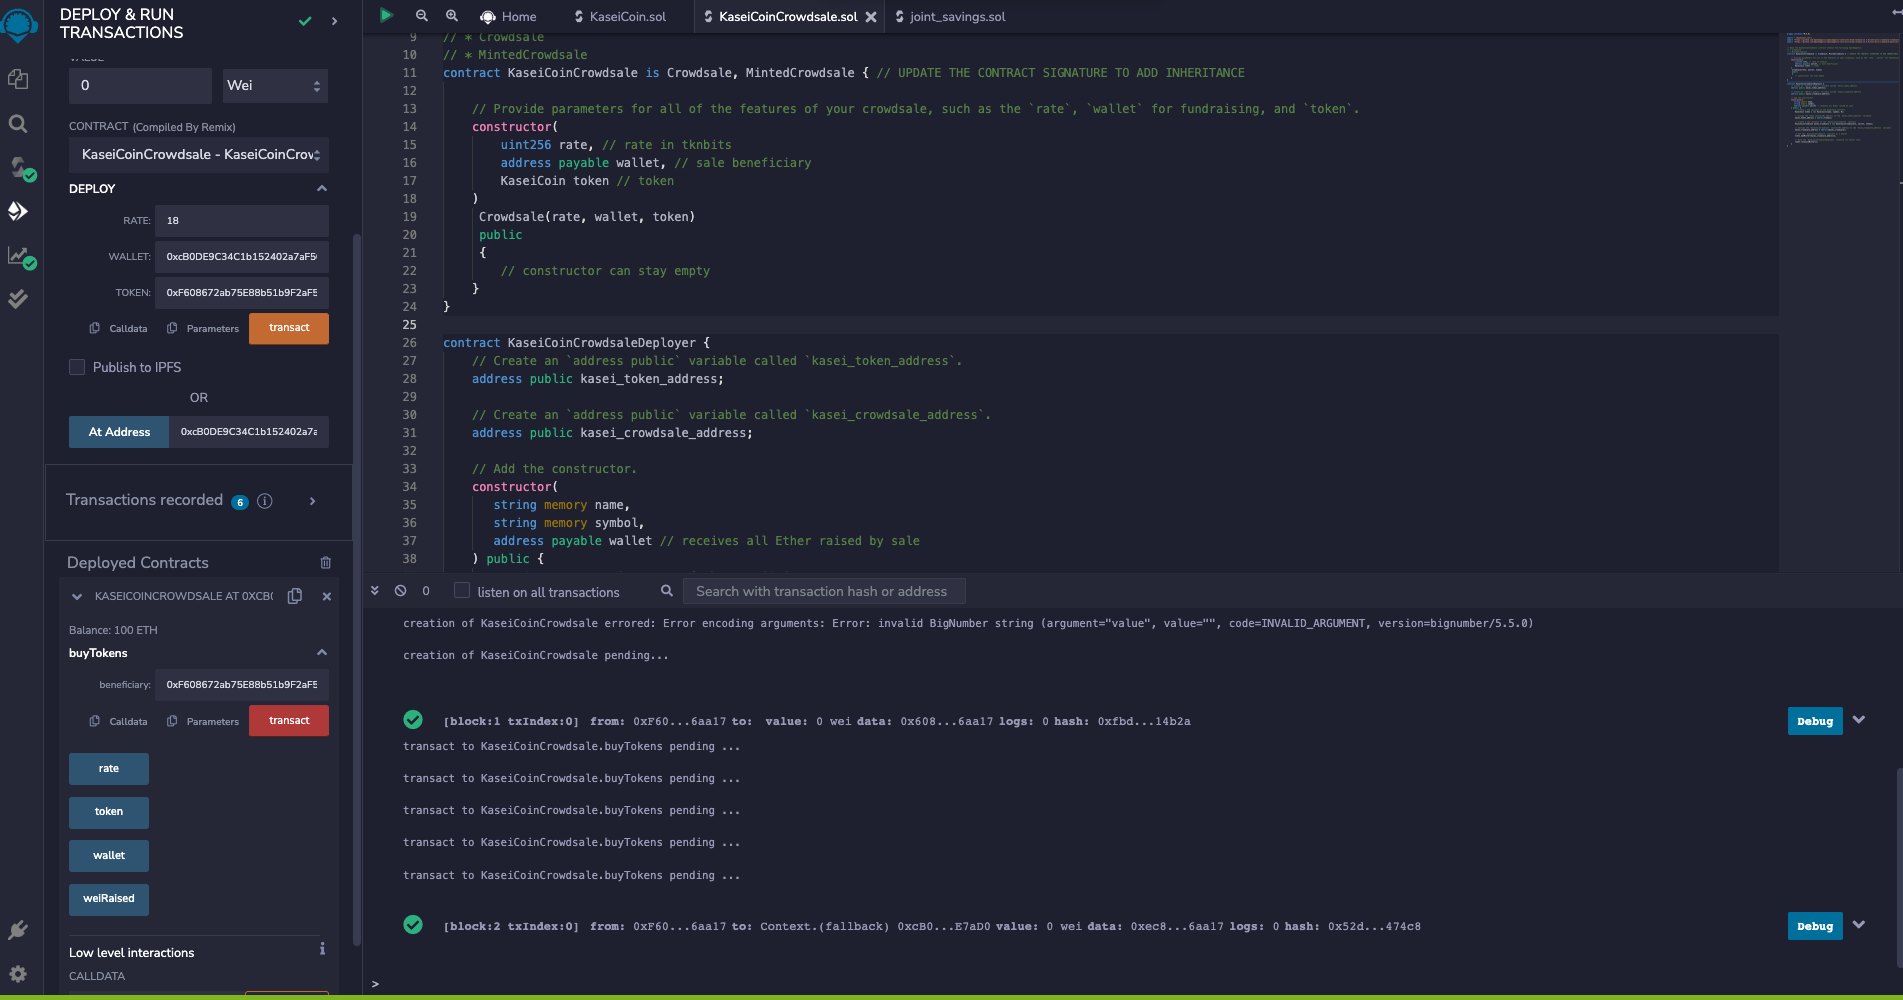 DEPLOY & RUN
TRANSACTIONS
VALUE
0
Wei
CONTRACT (Compiled By Remix)
KaseiCoinCrowdsale - KaseiCoinCrow
DEPLOY
RATE:
18
WALLET:
0xcB0DE9C34C1b152402a7aF5
TOKEN:
0xF608672ab75E88b51b9F2aF5
Calldata
Parameters
transact
Publish to IPFS
OR
At Address
0xcB0DE9C34C1b152402a7a
Transactions recorded 6 i
Deployed Contracts
KASEICOINCROWDSALE AT 0XCB0
Balance: 100 ETH
buyTokens
beneficiary:
0xF608672ab75E88b51b9F2aF5
Calldata
Parameters
transact
rate
token
wallet
weiRaised
Low level interactions
i
CALLDATA
Home
KaseiCoin.sol
KaseiCoinCrowdsale.sol
joint_savings.sol
9 // * Crowdsale
10 // * MintedCrowdsale
11 contract KaseiCoinCrowdsale is Crowdsale, MintedCrowdsale { // UPDATE THE CONTRACT SIGNATURE TO ADD INHERITANCE
12
13 // Provide parameters for all of the features of your crowdsale, such as the `rate`, `wallet` for fundraising, and `token`.
14 constructor(
15 uint256 rate, // rate in tknbits
16 address payable wallet, // sale beneficiary
17 KaseiCoin token // token
18 )
19 Crowdsale(rate, wallet, token)
20 public
21 {
22 // constructor can stay empty
23 }
24 }
25
26 contract KaseiCoinCrowdsaleDeployer {
27 // Create an `address public` variable called `kasei_token_address`.
28 address public kasei_token_address;
29
30 // Create an `address public` variable called `kasei_crowdsale_address`.
31 address public kasei_crowdsale_address;
32
33 // Add the constructor.
34 constructor(
35 string memory name,
36 string memory symbol,
37 address payable wallet // receives all Ether raised by sale
38 ) public {
0
listen on all transactions
Search with transaction hash or address
creation of KaseiCoinCrowdsale errored: Error encoding arguments: Error: invalid BigNumber string (argument="value", value="", code=INVALID_ARGUMENT, version=bignumber/5.5.0)
creation of KaseiCoinCrowdsale pending...
[block:1 txIndex:0] from: 0xF60...6aa17 to: value: 0 wei data: 0x608...6aa17 logs: 0 hash: 0xfbd...14b2a
Debug
transact to KaseiCoinCrowdsale.buyTokens pending ...
transact to KaseiCoinCrowdsale.buyTokens pending ...
transact to KaseiCoinCrowdsale.buyTokens pending ...
transact to KaseiCoinCrowdsale.buyTokens pending ...
transact to KaseiCoinCrowdsale.buyTokens pending ...
[block:2 txIndex:0] from: 0xF60...6aa17 to: Context.(fallback) 0xcB0...E7aD0 value: 0 wei data: 0xec8...6aa17 logs: 0 hash: 0x52d...474c8
Debug
>